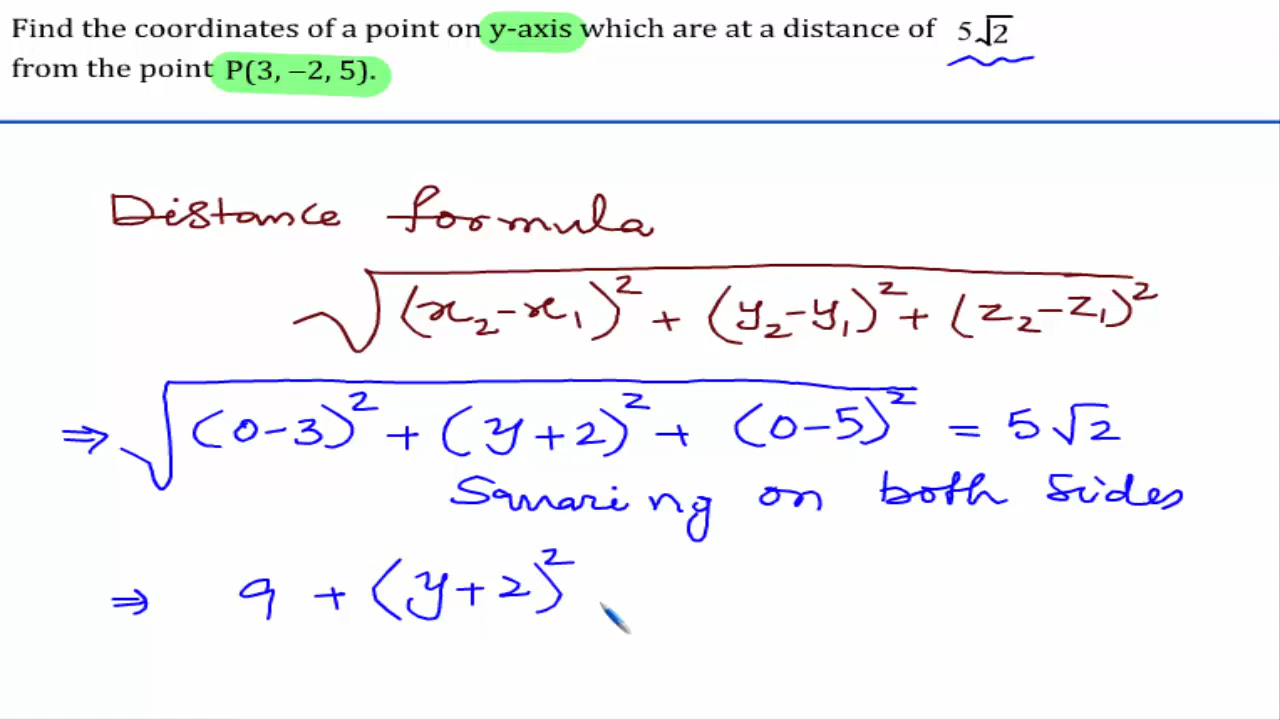 Find the coordinates of a point on y-axis which are at a distance of 5√2
from the point P(3, −2, 5).
Distance formula
√((x₂−x₁)² + (y₂−y₁)² + (z₂−z₁)²)
⇒ √((0−3)² + (y+2)² + (0−5)²) = 5√2
Squaring on both sides
⇒ 9 + (y+2)²